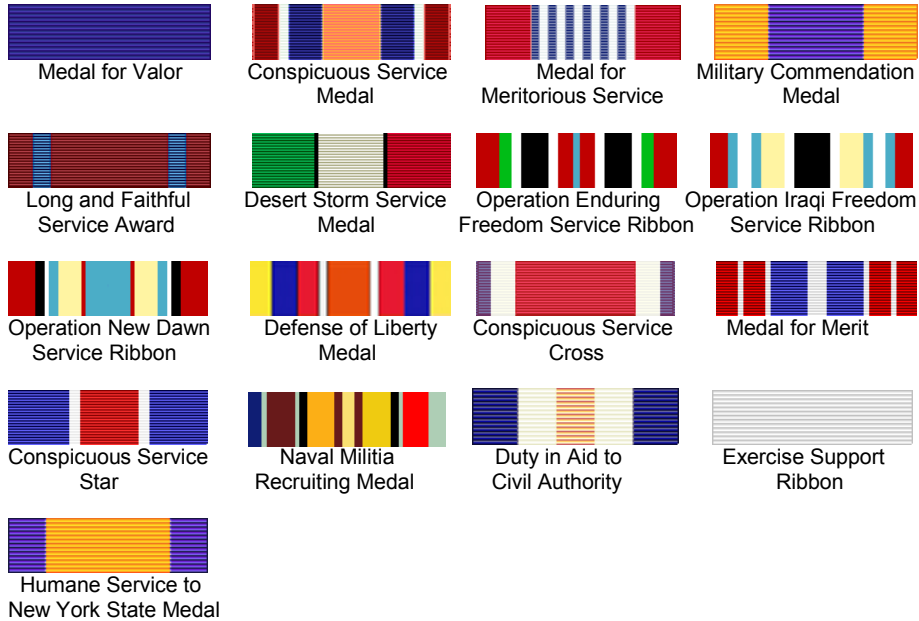 Medal for Valor
Conspicuous Service
Medal
Medal for
Meritorious Service
Military Commendation
Medal
Long and Faithful
Service Award
Desert Storm Service
Medal
Operation Enduring
Freedom Service Ribbon
Operation Iraqi Freedom
Service Ribbon
Operation New Dawn
Service Ribbon
Defense of Liberty
Medal
Conspicuous Service
Cross
Medal for Merit
Conspicuous Service
Star
Naval Militia
Recruiting Medal
Duty in Aid to
Civil Authority
Exercise Support
Ribbon
Humane Service to
New York State Medal